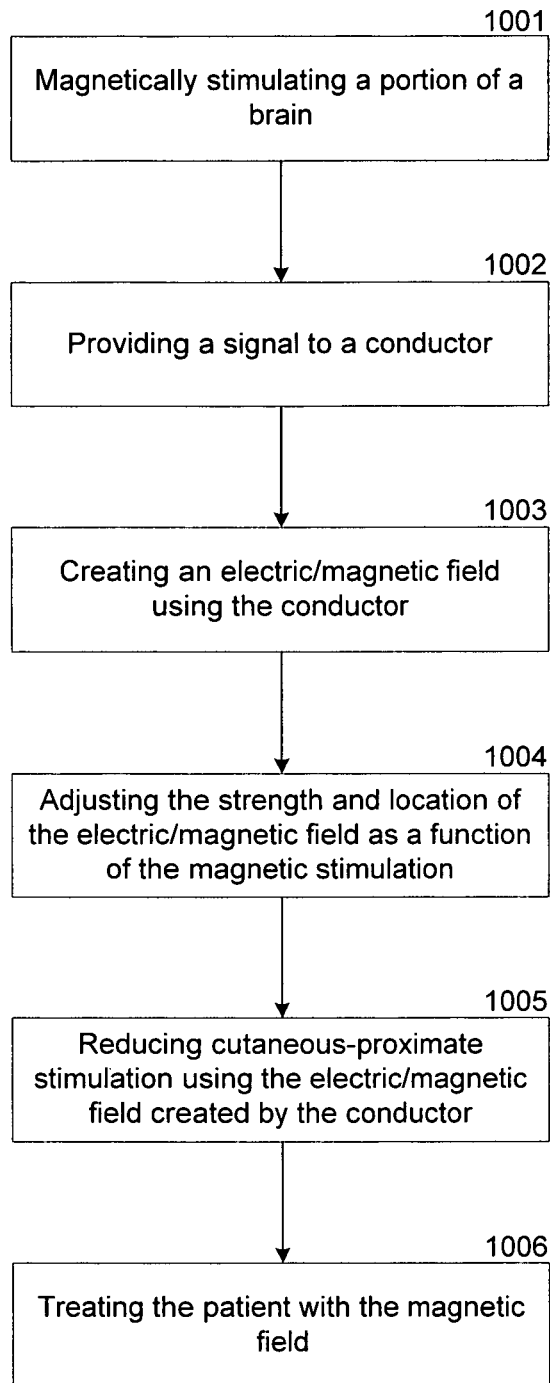 1001
Magnetically stimulating a portion of a
brain
1002
Providing a signal to a conductor
1003
Creating an electric/magnetic field
using the conductor
1004
Adjusting the strength and location of
the electric/magnetic field as a function
of the magnetic stimulation
1005
Reducing cutaneous-proximate
stimulation using the electric/magnetic
field created by the conductor
1006
Treating the patient with the magnetic
field